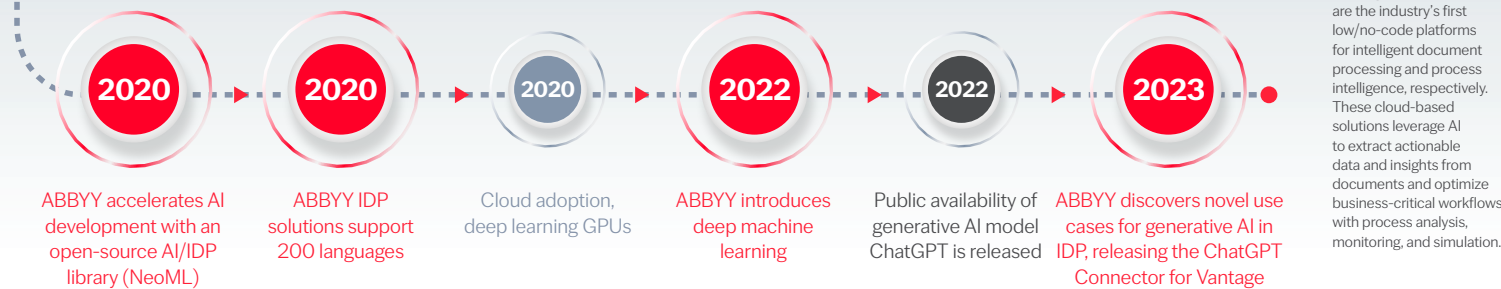 2020
ABBYY accelerates AI
development with an
open-source AI/IDP
library (NeoML)
2020
ABBYY IDP
solutions support
200 languages
2020
Cloud adoption,
deep learning GPUs
2022
ABBYY introduces
deep machine
learning
2022
Public availability of
generative AI model
ChatGPT is released
2023
ABBYY discovers novel use
cases for generative AI in
IDP, releasing the ChatGPT
Connector for Vantage
are the industry's first
low/no-code platforms
for intelligent document
processing and process
intelligence, respectively.
These cloud-based
solutions leverage AI
to extract actionable
data and insights from
documents and optimize
business-critical workflows
with process analysis,
monitoring, and simulation.